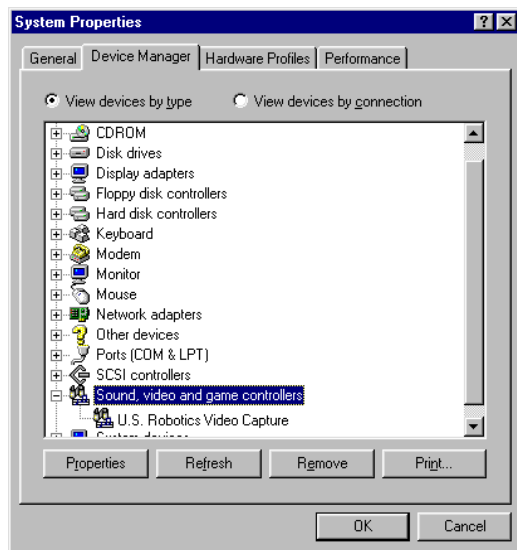 System Properties
General Device Manager Hardware Profiles Performance
View devices by type View devices by connection
CDROM
Disk drives
Display adapters
Floppy disk controllers
Hard disk controllers
Keyboard
Modem
Monitor
Mouse
Network adapters
Other devices
Ports (COM & LPT)
SCSI controllers
Sound, video and game controllers
U.S. Robotics Video Capture
System devices
Properties Refresh Remove Print...
OK Cancel